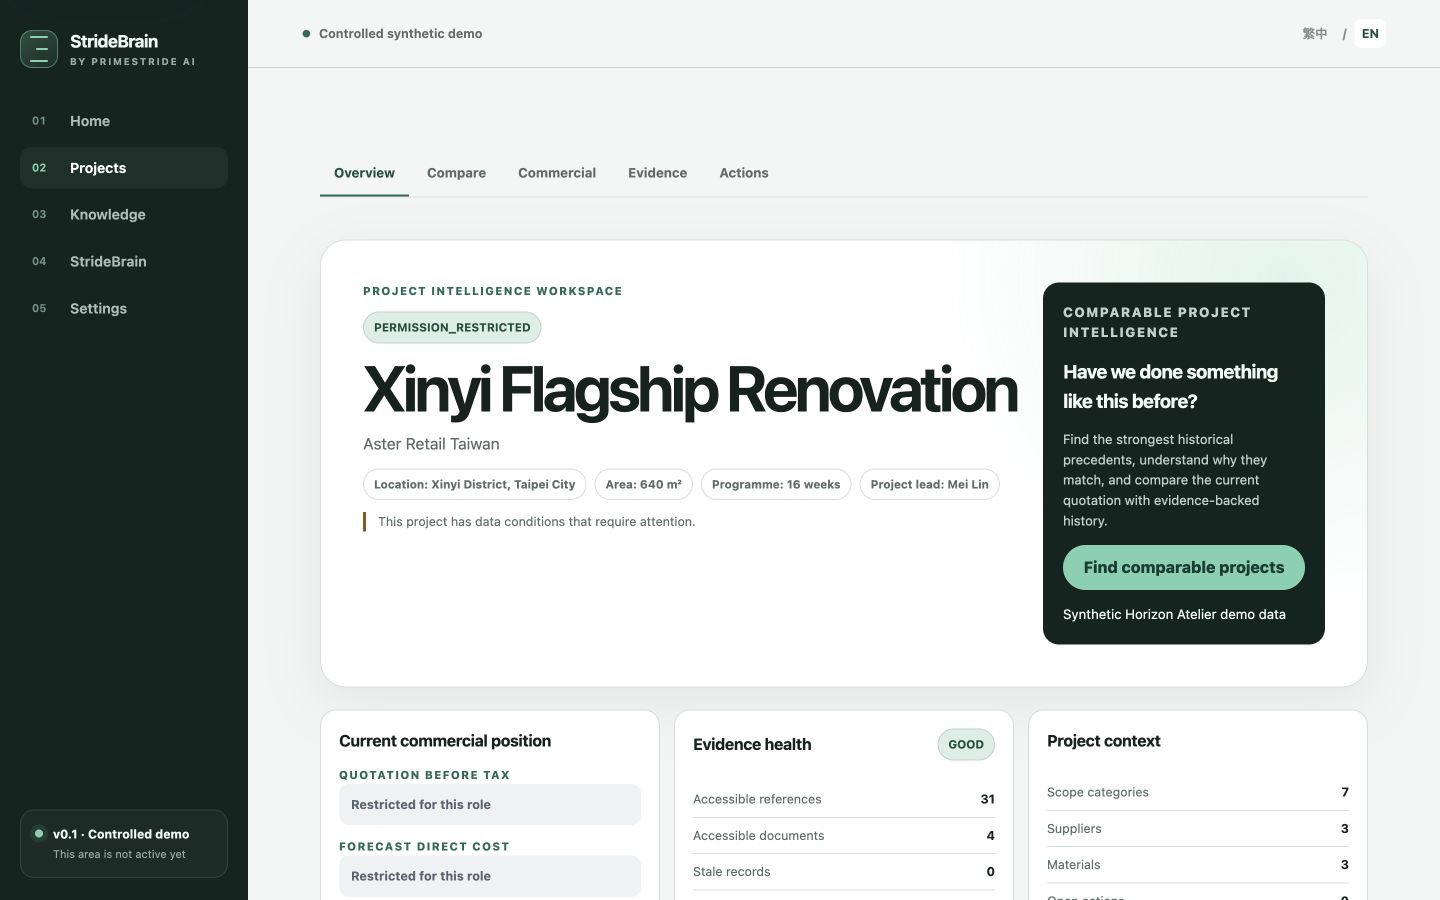 StrideBrain
BY PRIMESTRIDE AI
01 Home
02 Projects
03 Knowledge
04 StrideBrain
05 Settings
v0.1 · Controlled demo
This area is not active yet
Controlled synthetic demo
繁中 / EN
Overview Compare Commercial Evidence Actions
PROJECT INTELLIGENCE WORKSPACE
PERMISSION_RESTRICTED
Xinyi Flagship Renovation
Aster Retail Taiwan
Location: Xinyi District, Taipei City Area: 640 m² Programme: 16 weeks Project lead: Mei Lin
This project has data conditions that require attention.
COMPARABLE PROJECT
INTELLIGENCE
Have we done something
like this before?
Find the strongest historical
precedents, understand why they
match, and compare the current
quotation with evidence-backed
history.
Find comparable projects
Synthetic Horizon Atelier demo data
Current commercial position
QUOTATION BEFORE TAX
Restricted for this role
FORECAST DIRECT COST
Restricted for this role
Evidence health GOOD
Accessible references 31
Accessible documents 4
Stale records 0
Project context
Scope categories 7
Suppliers 3
Materials 3